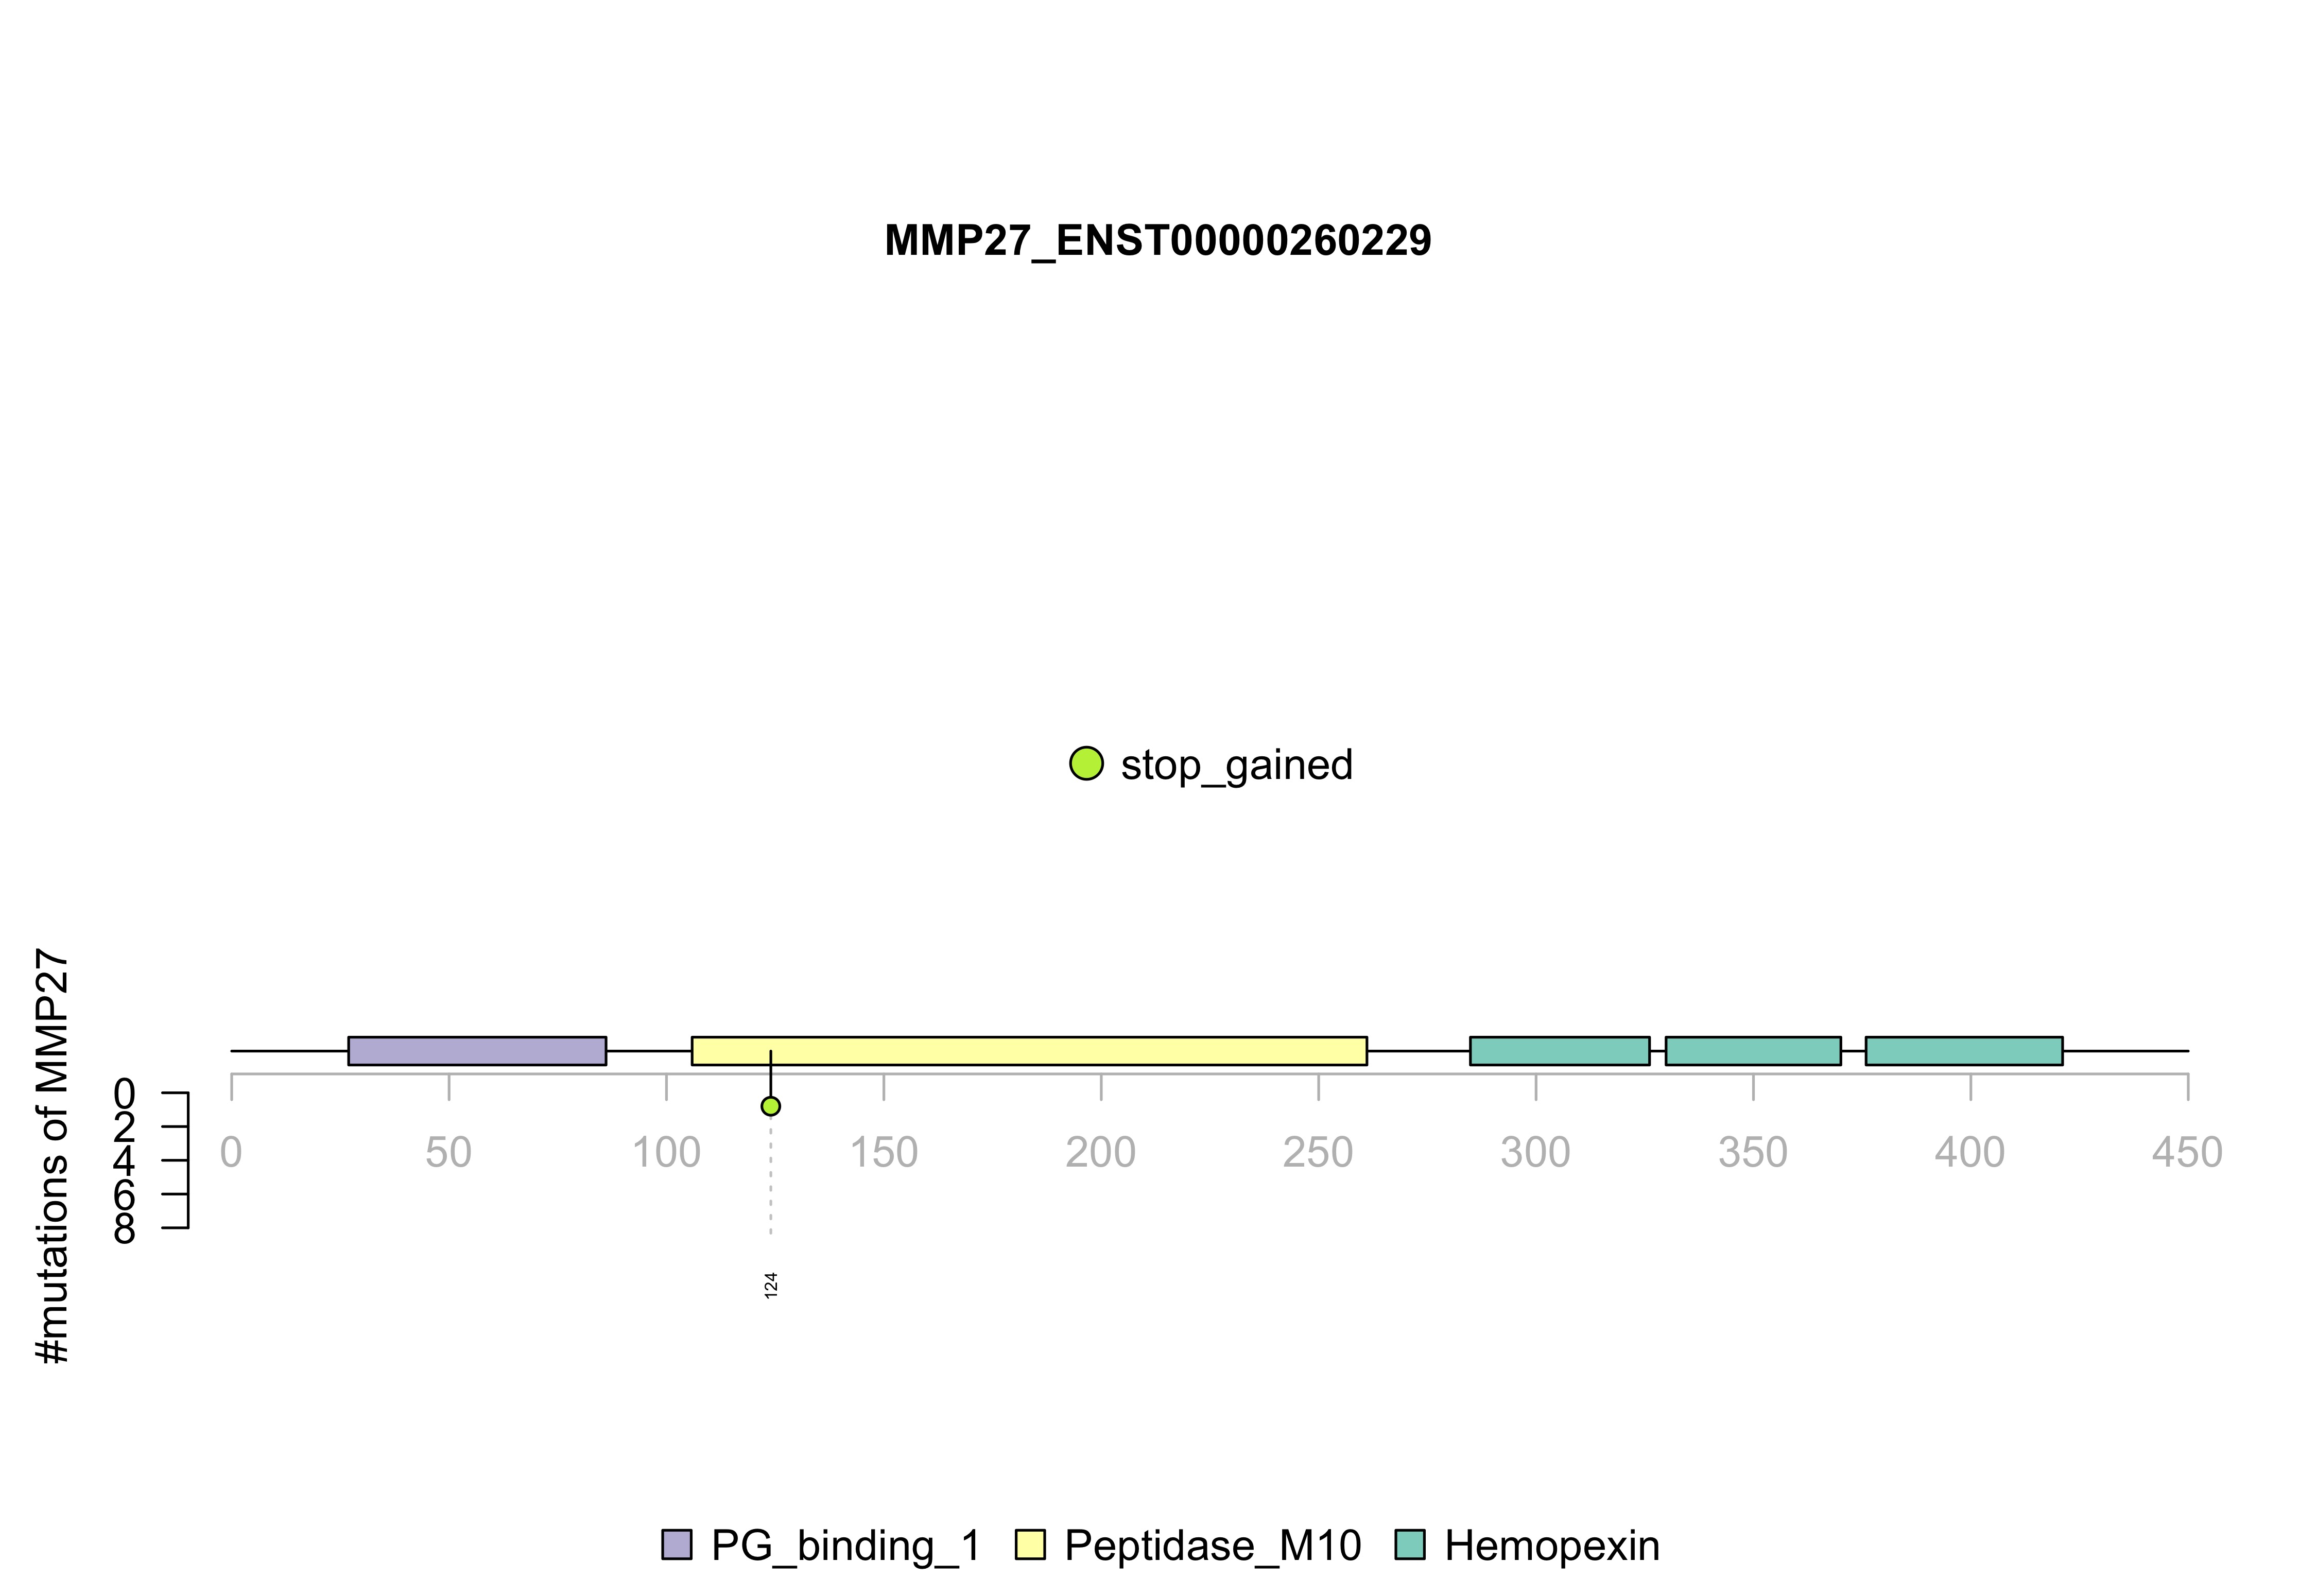 MMP27_ENST00000260229
stop_gained
#mutations of MMP27
0
2
4
6
8
0 50 100 150 200 250 300 350 400 450
124
PG_binding_1 Peptidase_M10 Hemopexin